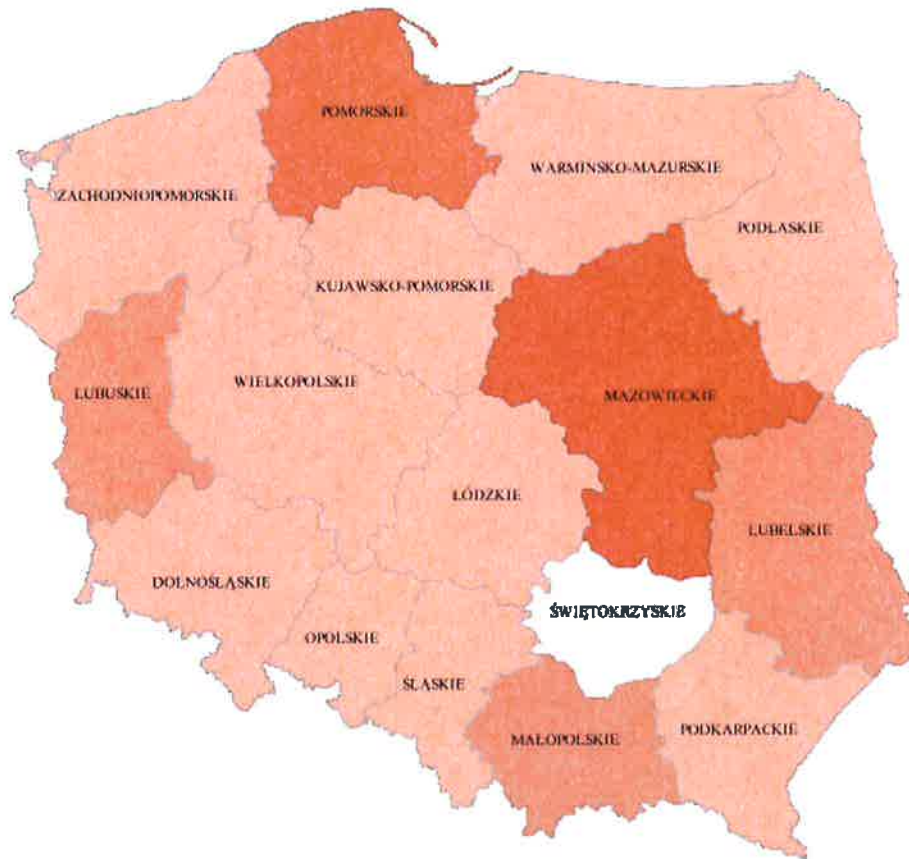 POMORSKIE
WARMIŃSKO-MAZURSKIE
ZACHODNIOPOMORSKIE
PODLASKIE
KUJAWSKO-POMORSKIE
LUBUSKIE
WIELKOPOLSKIE
MAZOWIECKIE
ŁÓDZKIE
LUBELSKIE
DOLNOŚLĄSKIE
ŚWIĘTOKRZYSKIE
OPOLSKIE
ŚLĄSKIE
MAŁOPOLSKIE
PODKARPACKIE